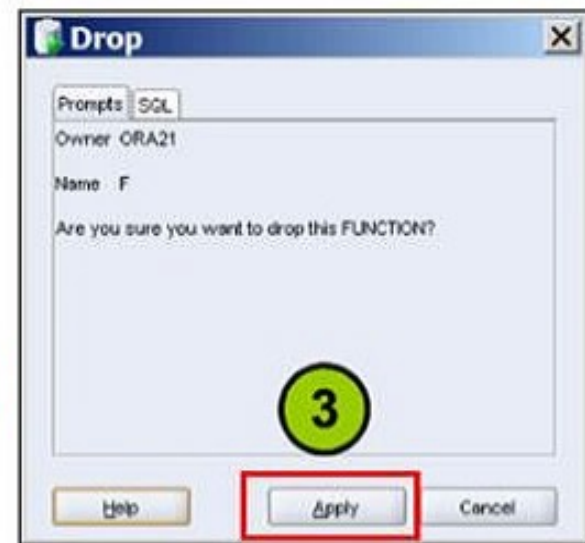 Drop
Prompts SQL
Owner ORA21
Name F
Are you sure you want to drop this FUNCTION?
3
Help Apply Cancel